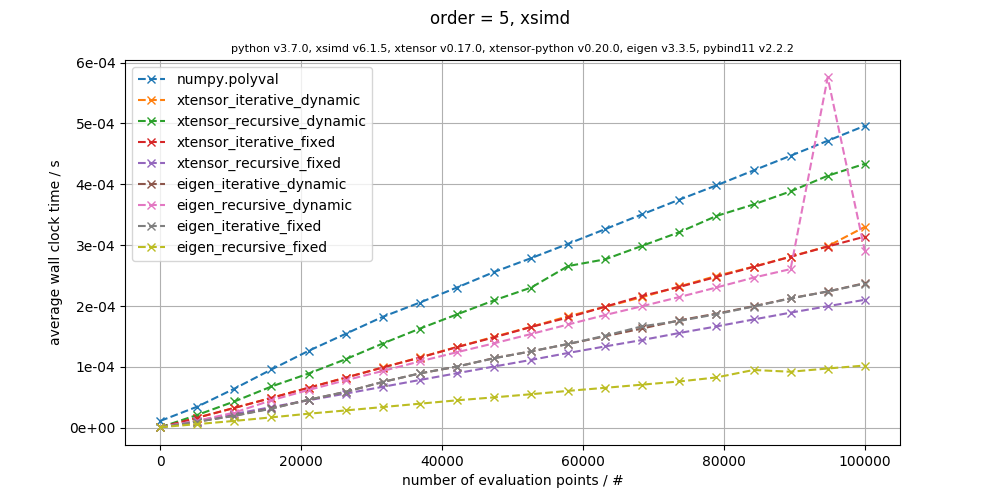 order = 5, xsimd
python v3.7.0, xsimd v6.1.5, xtensor v0.17.0, xtensor-python v0.20.0, eigen v3.3.5, pybind11 v2.2.2
6e-04
5e-04
4e-04
3e-04
2e-04
1e-04
0e+00
average wall clock time / s
numpy.polyval
xtensor_iterative_dynamic
xtensor_recursive_dynamic
xtensor_iterative_fixed
xtensor_recursive_fixed
eigen_iterative_dynamic
eigen_recursive_dynamic
eigen_iterative_fixed
eigen_recursive_fixed
0 20000 40000 60000 80000 100000
number of evaluation points / #